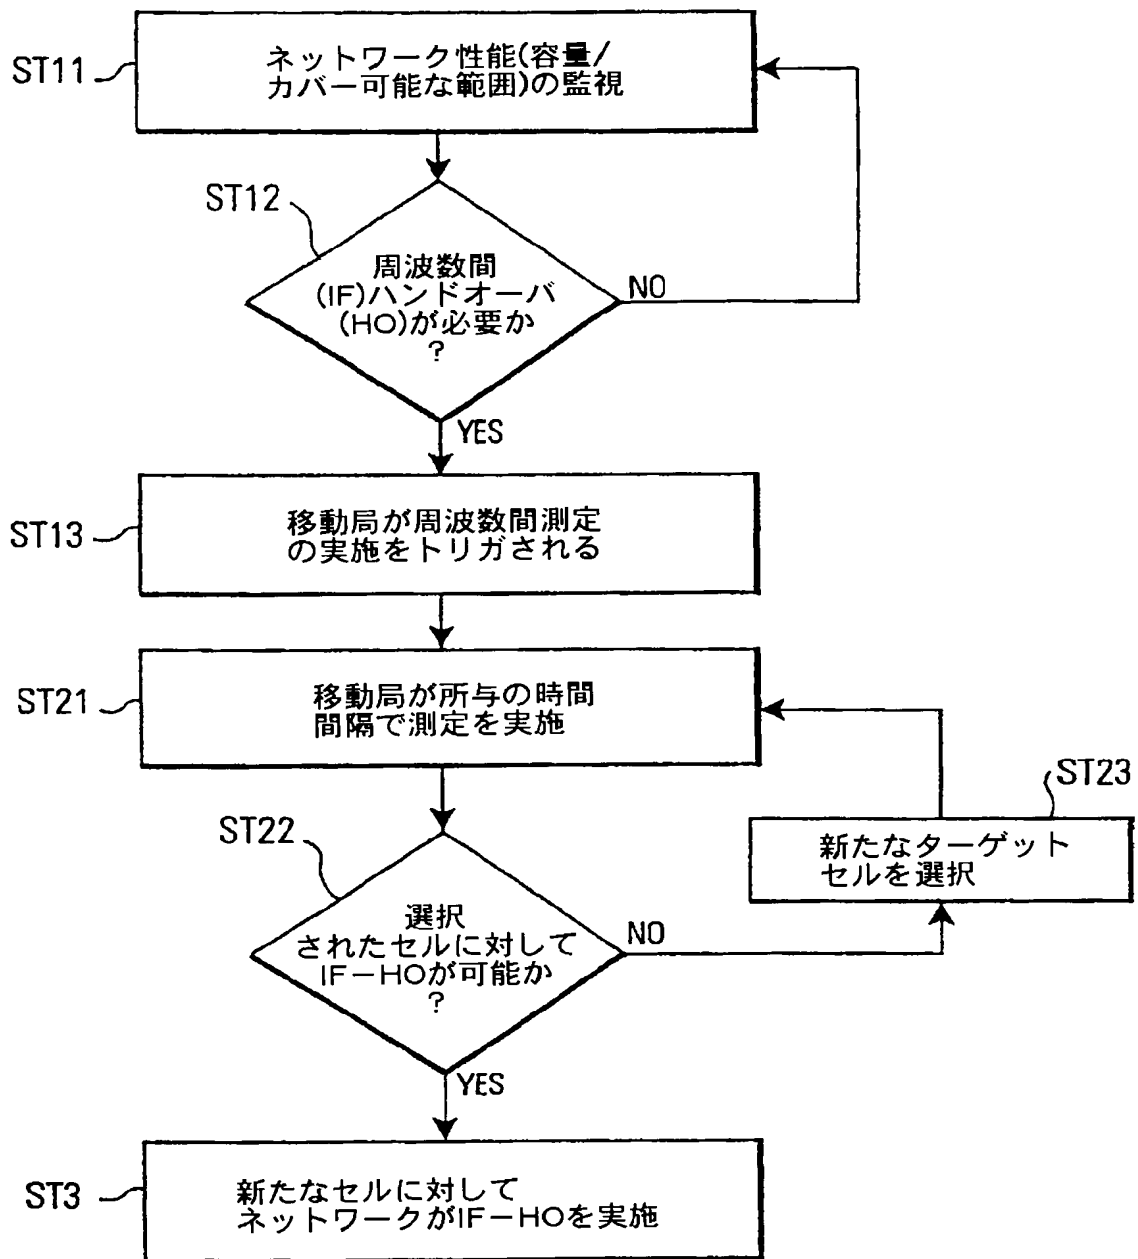 ST11
ネットワーク性能(容量/
カバー可能な範囲)の監視
ST12
周波数間
(IF)ハンドオーバ
(HO)が必要か
?
NO
YES
ST13
移動局が周波数間測定
の実施をトリガされる
ST21
移動局が所与の時間
間隔で測定を実施
ST23
新たなターゲット
セルを選択
ST22
選択
されたセルに対して
IF-HOが可能か
?
NO
YES
ST3
新たなセルに対して
ネットワークがIF-HOを実施